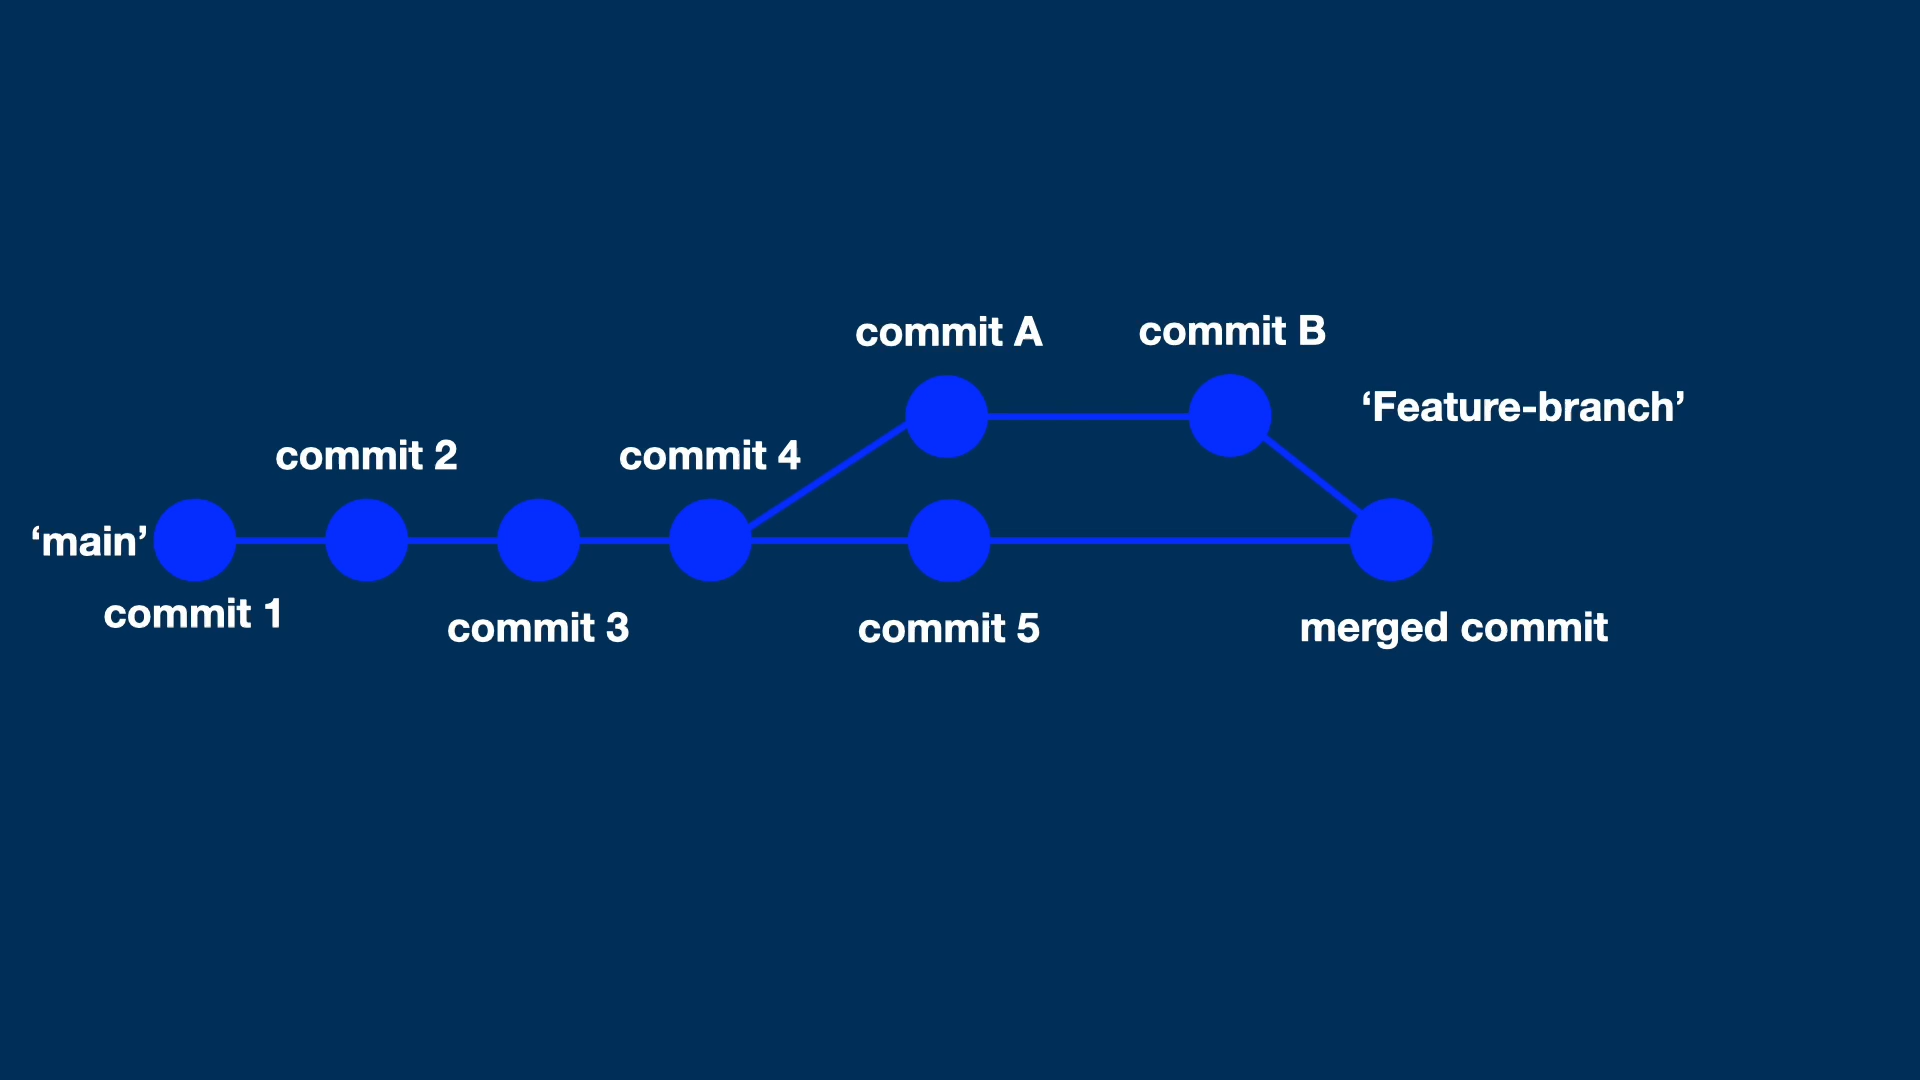 commit A
commit B
‘Feature-branch’
commit 2
commit 4
‘main’
commit 1
commit 3
commit 5
merged commit